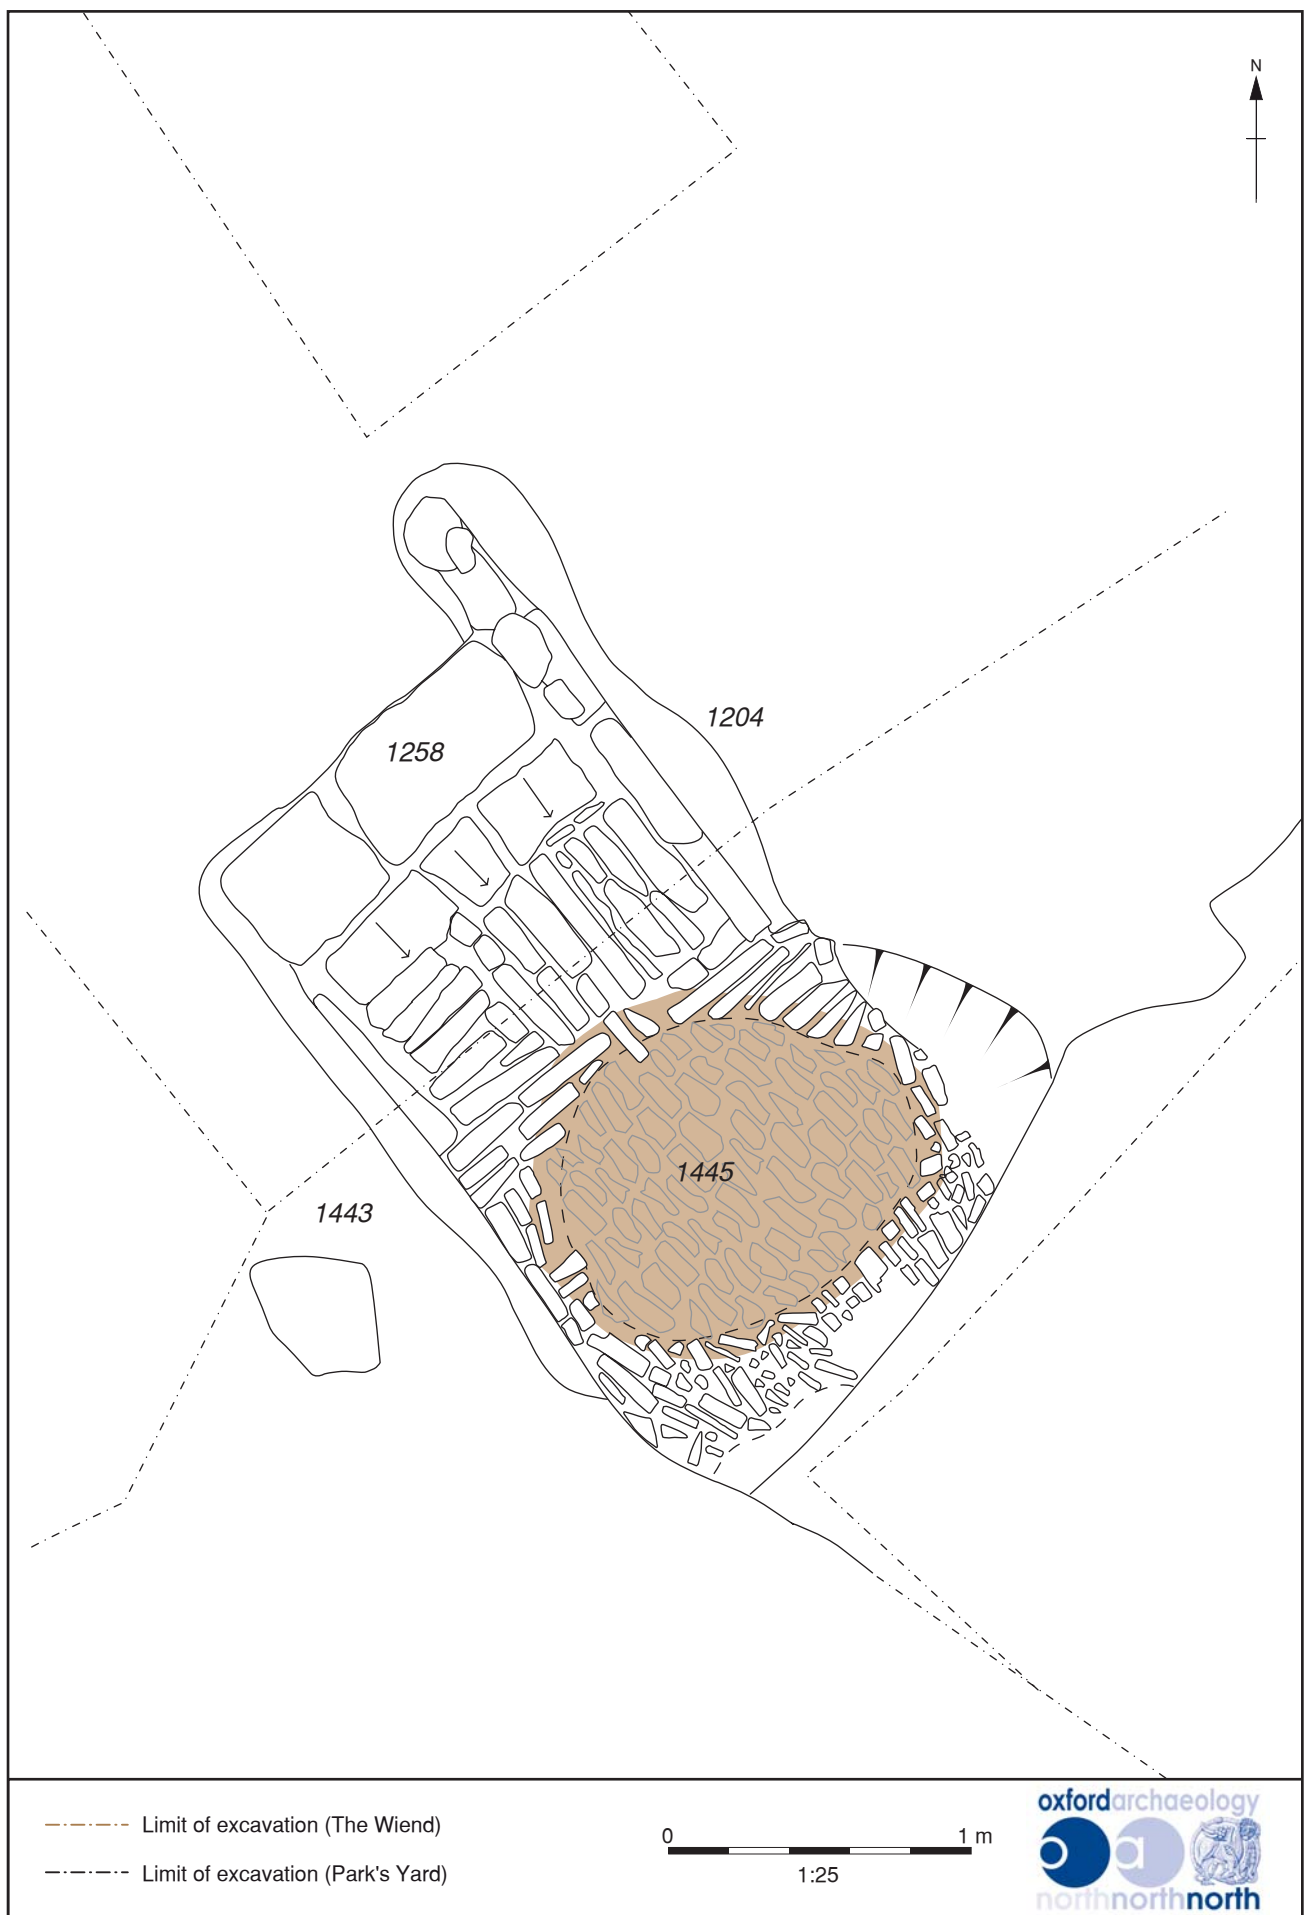 N
1204
1258
1445
1443
Limit of excavation (The Wiend)
Limit of excavation (Park's Yard)
0 1 m
1:25
oxfordarchaeology
o a
northnorthnorth